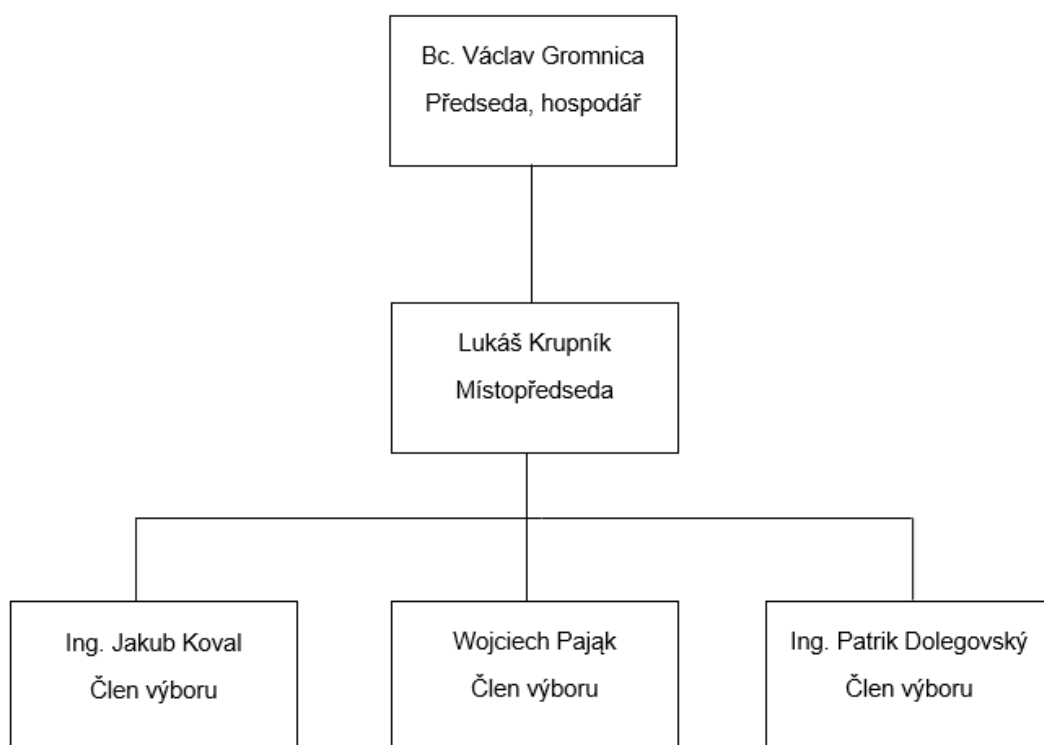 Bc. Václav Gromnica
Předseda, hospodář
Lukáš Krupník
Místopředseda
Ing. Jakub Koval
Člen výboru
Wojciech Pająk
Člen výboru
Ing. Patrik Dolegovský
Člen výboru